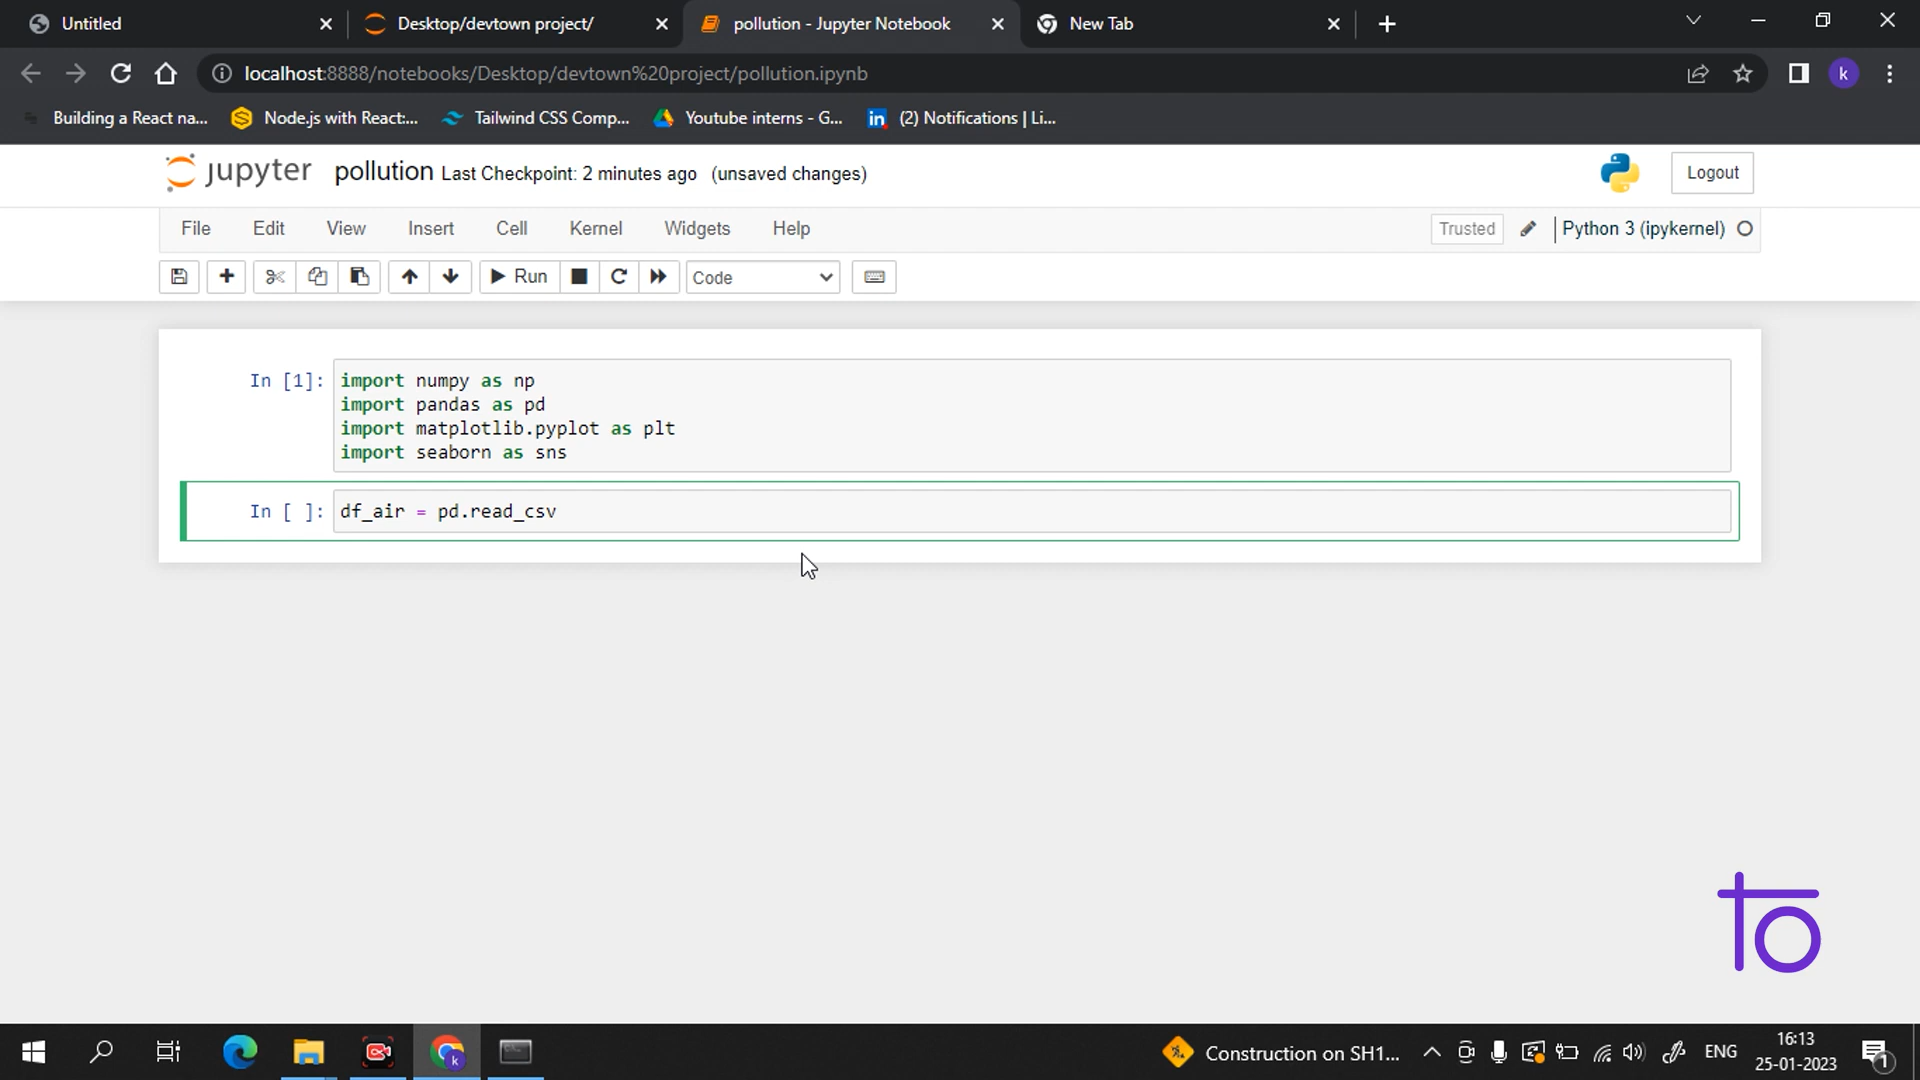 Untitled
Desktop/devtown project/
pollution - Jupyter Notebook
New Tab
localhost:8888/notebooks/Desktop/devtown%20project/pollution.ipynb
k
Building a React na...
Node.js with React:...
Tailwind CSS Comp...
Youtube interns - G...
in
(2) Notifications | Li...
jupyter
pollution Last Checkpoint: 2 minutes ago (unsaved changes)
Logout
File Edit View Insert Cell Kernel Widgets Help
Trusted
Python 3 (ipykernel)
Run
Code
In [1]:
import numpy as np
import pandas as pd
import matplotlib.pyplot as plt
import seaborn as sns
In [ ]:
df_air = pd.read_csv
to
k
Construction on SH1...
ENG
16:13
25-01-2023
1